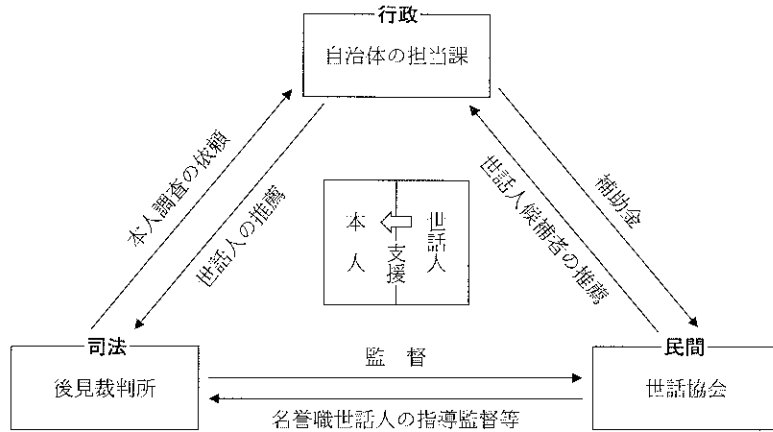 行政
自治体の担当課
本人調査の依頼
世話人の推薦
世話人候補者の推薦
補助金
本人
支援
世話人
司法
後見裁判所
監 督
名誉職世話人の指導監督等
民間
世話協会